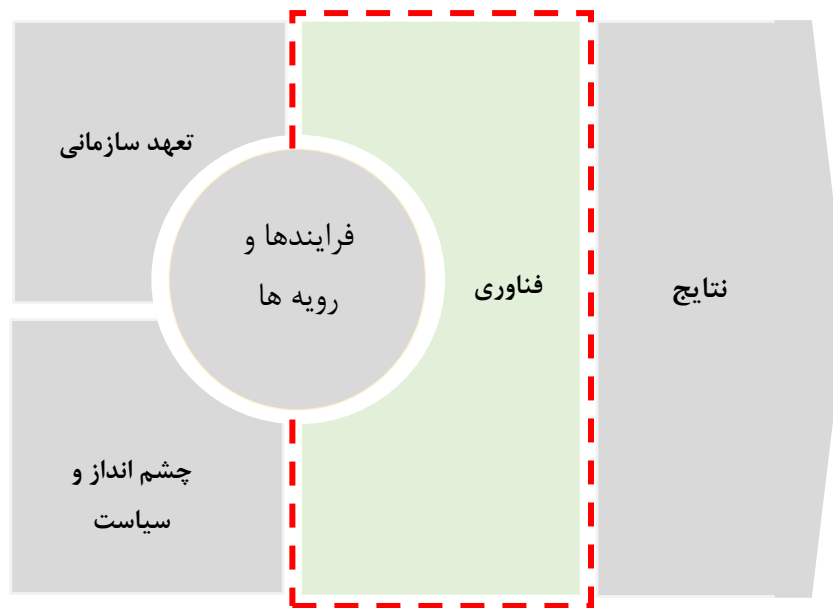 تعهد سازمانی
فرایندها و
رویه ها
فناوری
نتایج
چشم انداز و
سیاست